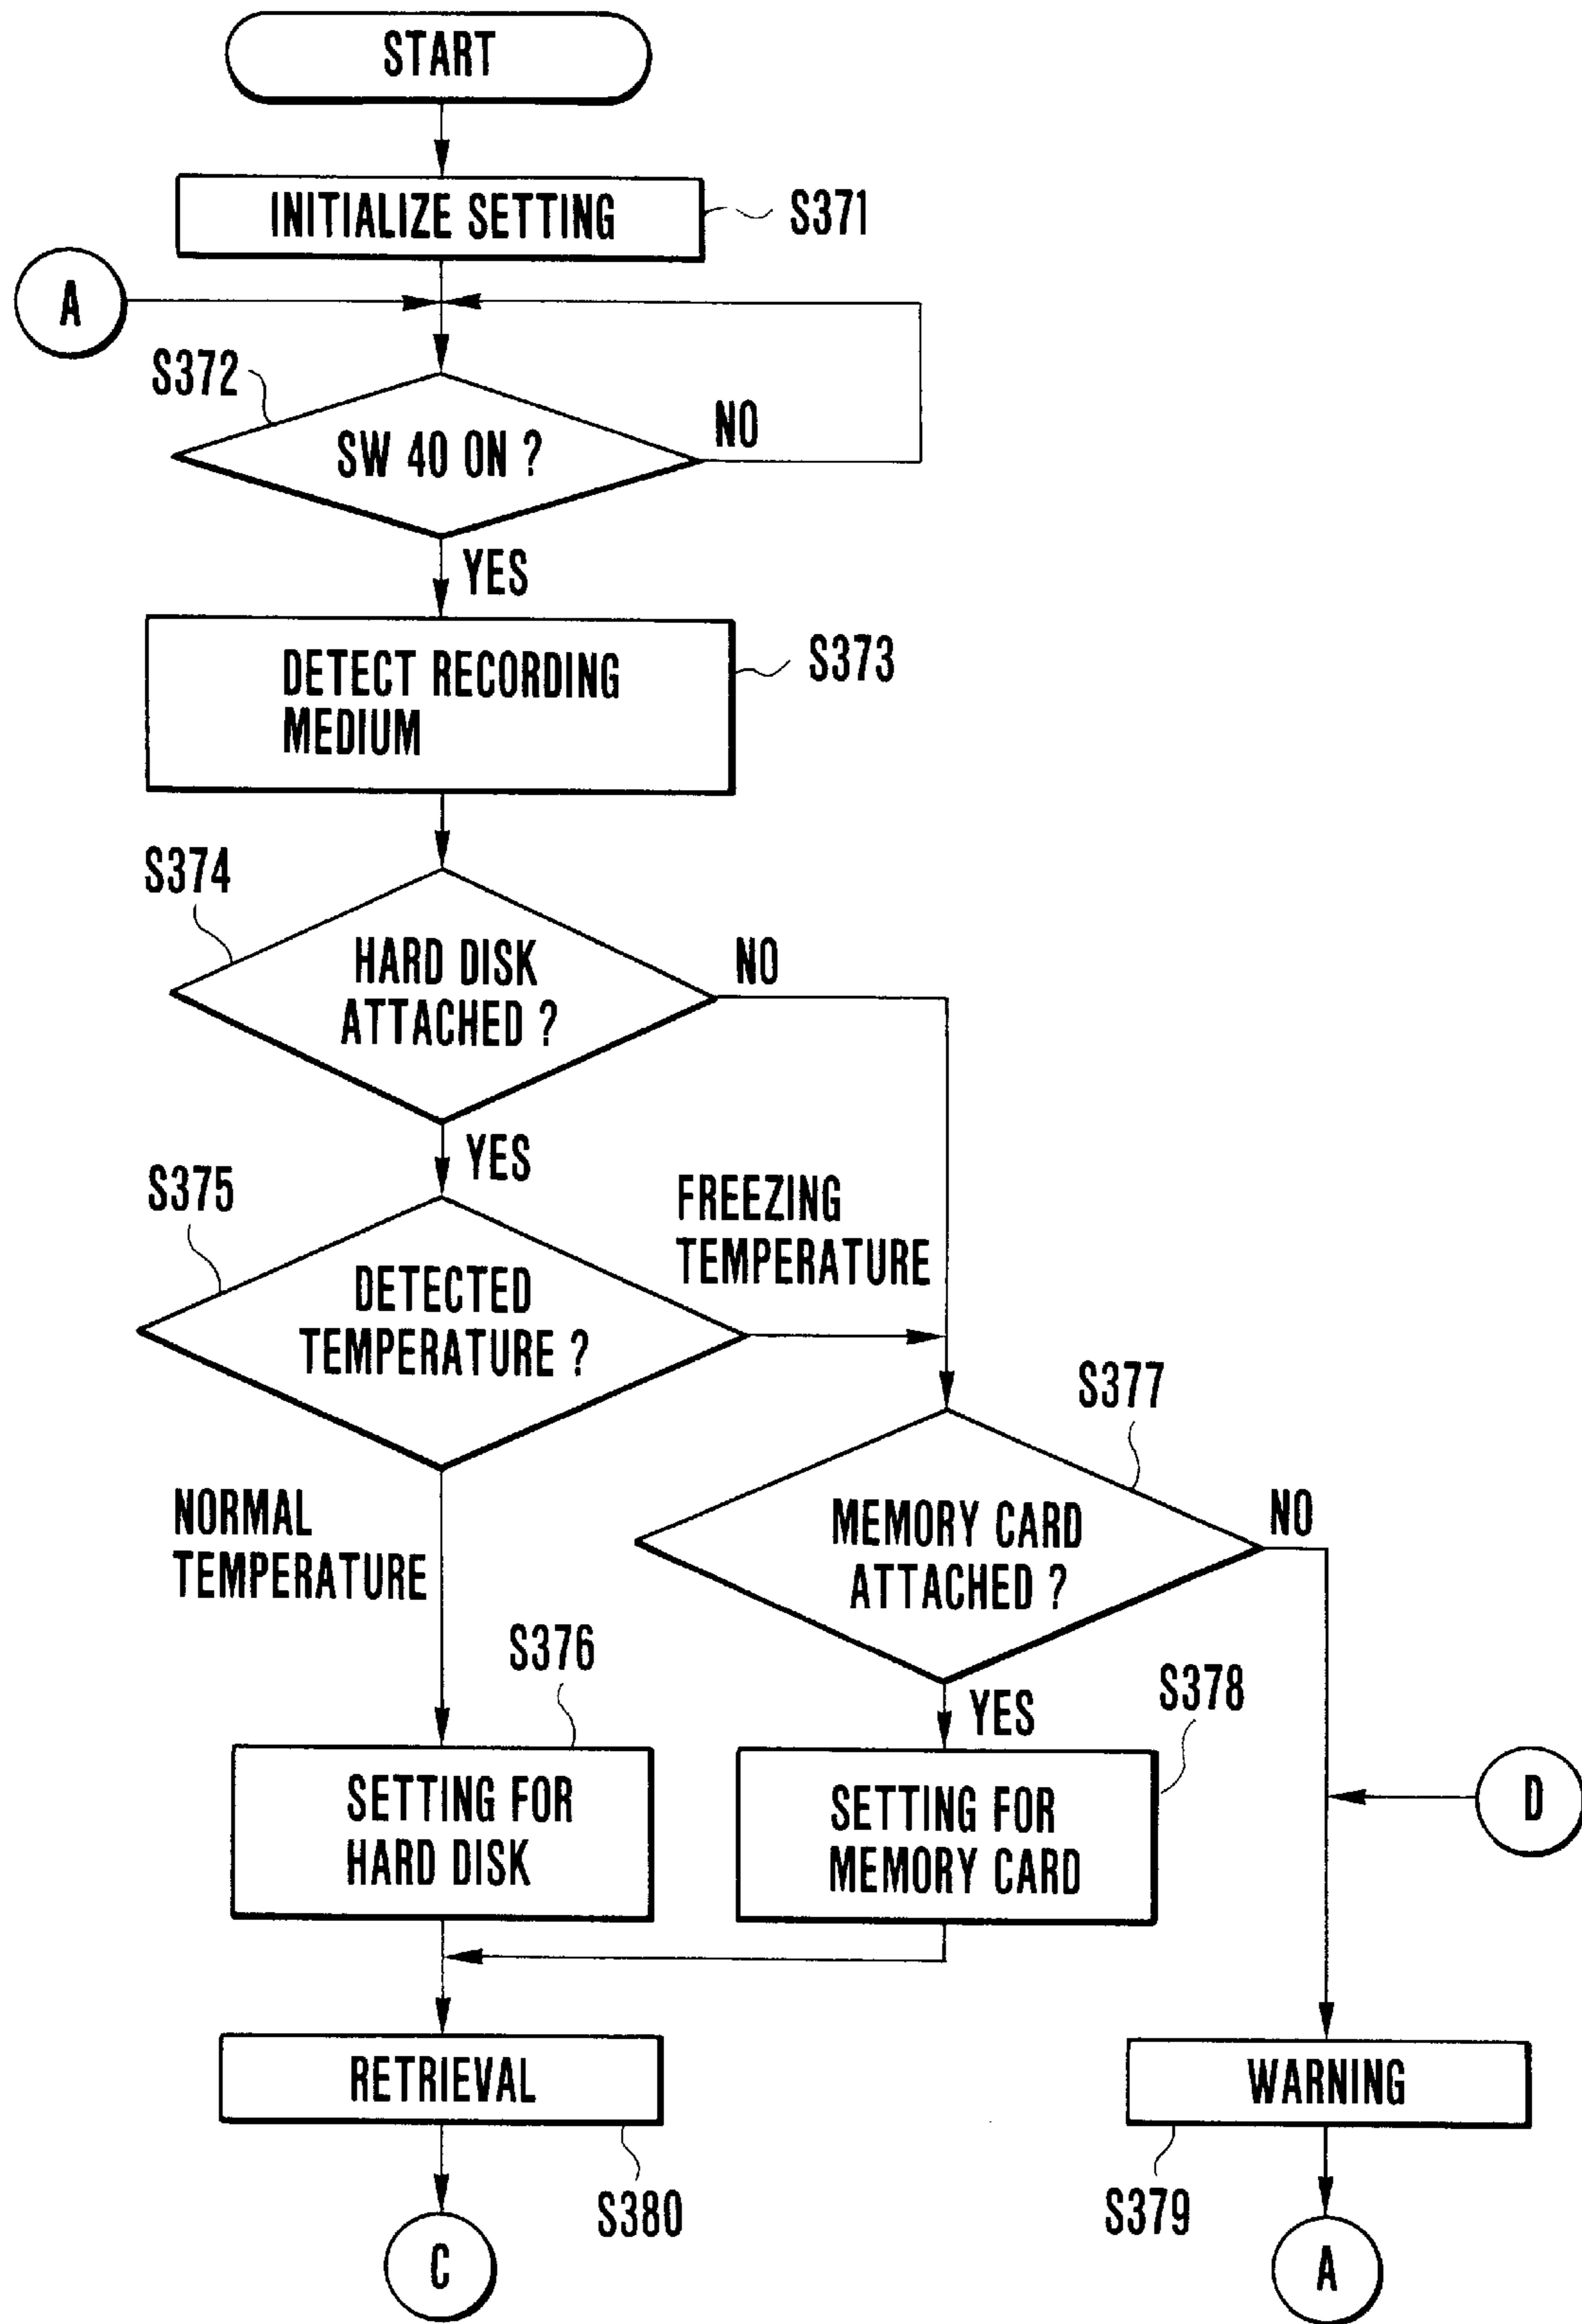 START
INITIALIZE SETTING
S371
A
S372
SW 40 ON ?
NO
YES
DETECT RECORDING
MEDIUM
S373
S374
HARD DISK
ATTACHED ?
NO
YES
S375
FREEZING
TEMPERATURE
DETECTED
TEMPERATURE ?
S377
NORMAL
TEMPERATURE
MEMORY CARD
ATTACHED ?
NO
S376
YES
S378
SETTING FOR
HARD DISK
SETTING FOR
MEMORY CARD
D
RETRIEVAL
WARNING
S380
S379
C
A